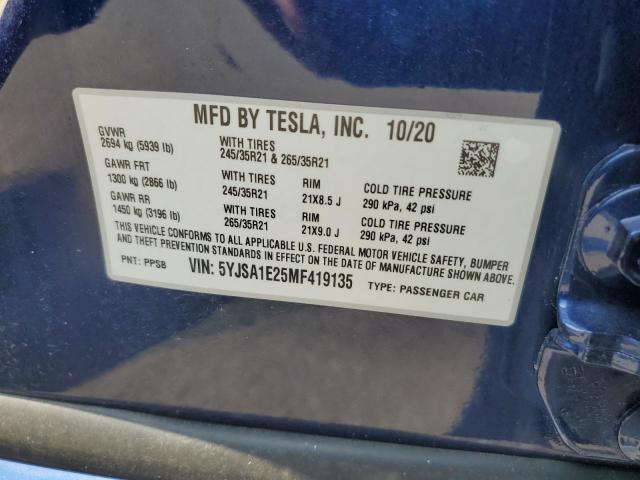 MFD BY TESLA, INC. 10/20
GVWR
2694 kg (5939 lb)
WITH TIRES
245/35R21 & 265/35R21
GAWR FRT
1300 kg (2866 lb)
WITH TIRES
245/35R21
RIM
21X8.5 J
COLD TIRE PRESSURE
290 kPa, 42 psi
GAWR RR
1450 kg (3196 lb)
WITH TIRES
265/35R21
RIM
21X9.0 J
COLD TIRE PRESSURE
290 kPa, 42 psi
THIS VEHICLE CONFORMS TO ALL APPLICABLE U.S. FEDERAL MOTOR VEHICLE SAFETY, BUMPER
AND THEFT PREVENTION STANDARDS IN EFFECT ON THE DATE OF MANUFACTURE SHOWN ABOVE.
PNT: PPSB VIN: 5YJSA1E25MF419135 TYPE: PASSENGER CAR